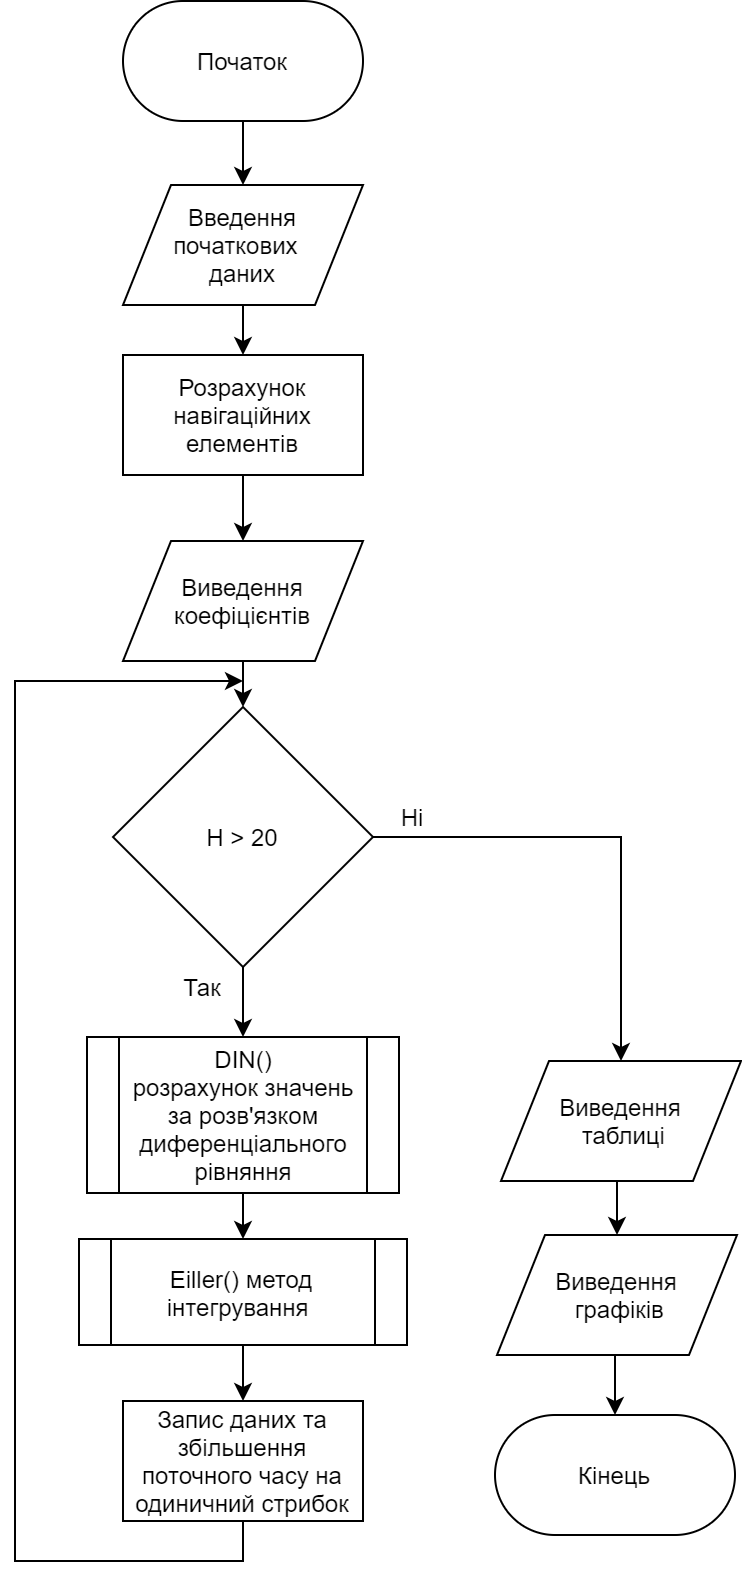 Початок
Введення
початкових
даних
Розрахунок
навігаційних
елементів
Виведення
коефіцієнтів
H > 20
Ні
Так
DIN()
розрахунок значень
за розв'язком
диференціального
рівняння
Eiller() метод
інтегрування
Запис даних та
збільшення
поточного часу на
одиничний стрибок
Виведення
таблиці
Виведення
графіків
Кінець